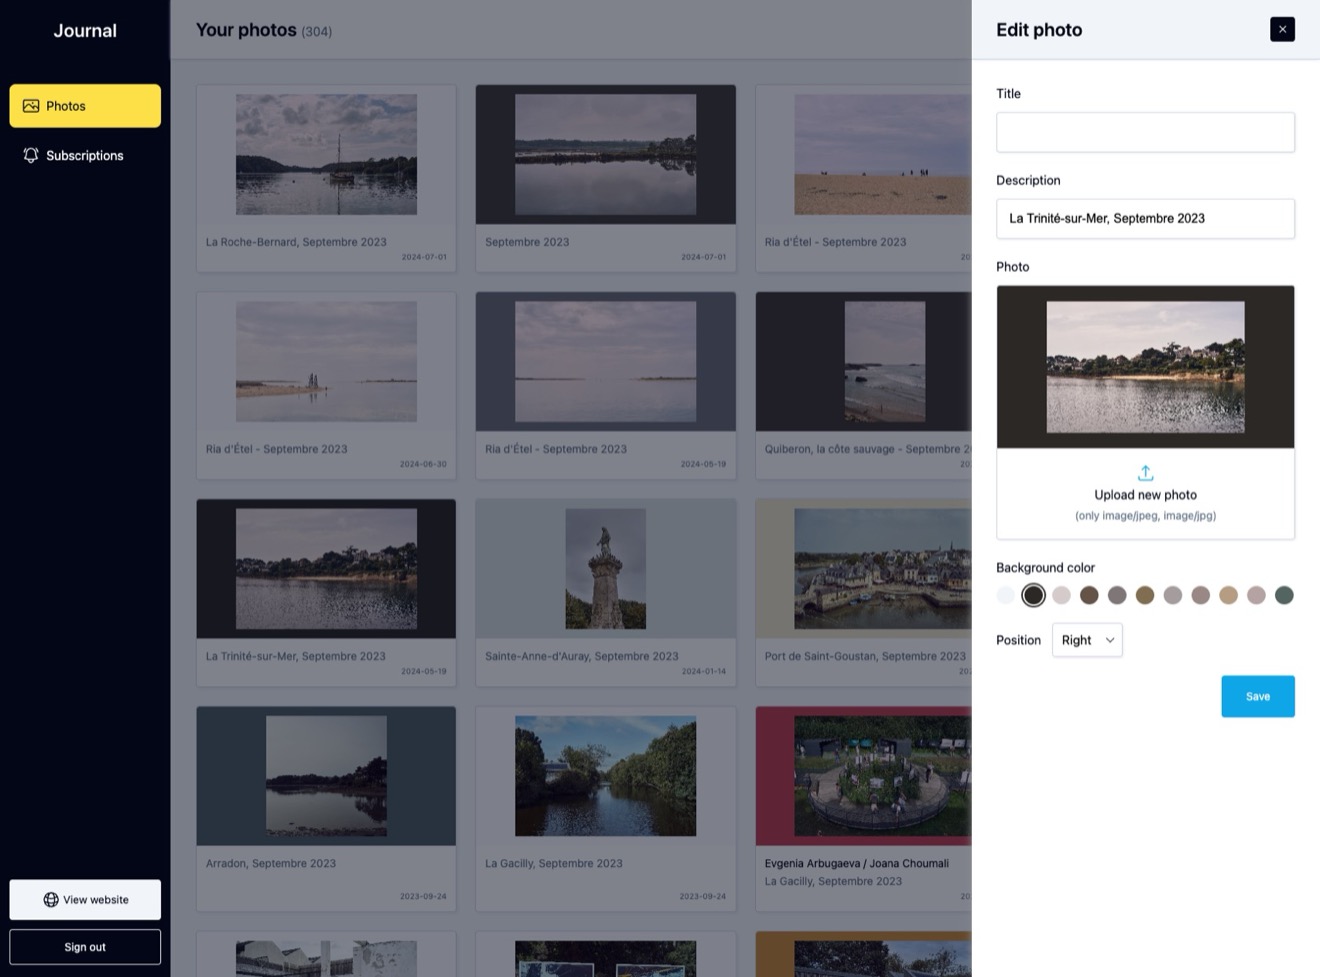 Journal
Photos
Subscriptions
View website
Sign out
Your photos (304)
La Roche-Bernard, Septembre 2023
2024-07-01
Septembre 2023
2024-07-01
Ria d'Étel - Septembre 2023
20
Ria d'Étel - Septembre 2023
2024-06-30
Ria d'Étel - Septembre 2023
2024-05-19
Quiberon, la côte sauvage - Septembre 2
20
La Trinité-sur-Mer, Septembre 2023
2024-05-19
Sainte-Anne-d'Auray, Septembre 2023
2024-01-14
Port de Saint-Goustan, Septembre 2023
20
Arradon, Septembre 2023
2023-09-24
La Gacilly, Septembre 2023
2023-09-24
Evgenia Arbugaeva / Joana Choumali
La Gacilly, Septembre 2023
20
Edit photo
Title
Description
La Trinité-sur-Mer, Septembre 2023
Photo
Upload new photo
(only image/jpeg, image/jpg)
Background color
Position Right
Save